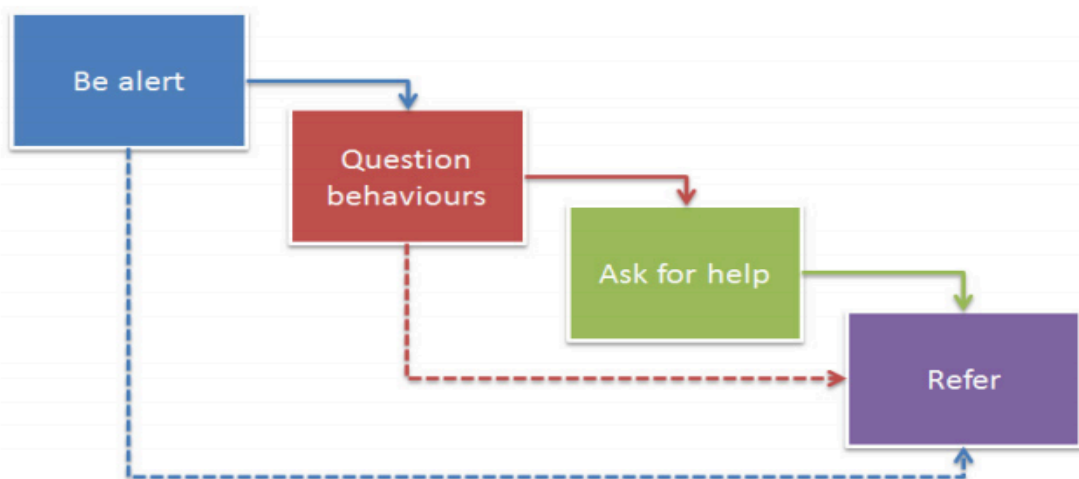 Be alert
Question
behaviours
Ask for help
Refer